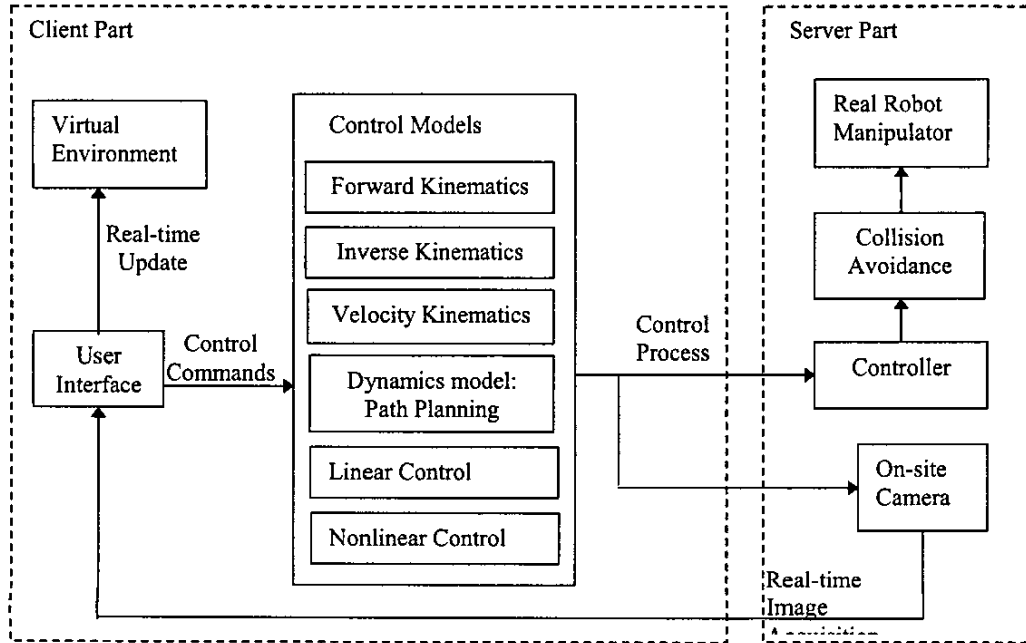 Client Part
Server Part
Virtual
Environment
Control Models
Real Robot
Manipulator
Forward Kinematics
Real-time
Update
Inverse Kinematics
Collision
Avoidance
Velocity Kinematics
User
Interface
Control
Commands
Control
Process
Controller
Dynamics model:
Path Planning
Linear Control
On-site
Camera
Nonlinear Control
Real-time
Image